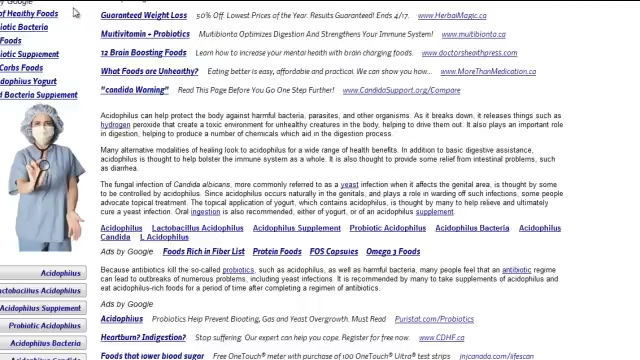 by Google
of Healthy Foods
iotic Bacteria
Foods
iotic Supplement
Carbs Foods
idophilus Yogurt
d Bacteria Supplement
Guaranteed Weight Loss 50% Off. Lowest Prices of the Year. Results Guaranteed! Ends 4/17. www.HerbalMagic.ca
Multivitamin + Probiotics Multibionta Optimizes Digestion And Strengthens Your Immune System! www.multibionta.ca
12 Brain Boosting Foods Learn how to increase your mental heath with brain charging foods. www.doctorshealthpress.com
What Foods are Unhealthy? Eating better is easy, affordable and practical. We can show you how... www.MoreThanMedication.ca
"candida Warning" Read This Page Before You Go One Step Further! www.CandidaSupport.org/Compare
Acidophilus can help protect the body against harmful bacteria, parasites, and other organisms. As it breaks down, it releases things such as
hydrogen peroxide that create a toxic environment for unhealthy creatures in the body, helping to drive them out. It also plays an important role
in digestion, helping to produce a number of chemicals which aid in the digestion process.
Many alternative modalities of healing look to acidophilus for a wide range of health benefits. In addition to basic digestive assistance,
acidophilus is thought to help bolster the immune system as a whole. It is also thought to provide some relief from intestinal problems, such
as diarrhea.
The fungal infection of Candida albicans, more commonly referred to as a yeast infection when it affects the genital area, is thought by some
to be controlled by acidophilus. Since acidophilus occurs naturally in the genitals, and plays a role in warding off such infections, some people
advocate topical treatment. The topical application of yogurt, which contains acidophilus, is thought by many to help relieve and ultimately
cure a yeast infection. Oral ingestion is also recommended, either of yogurt, or of an acidophilus supplement.
Acidophilus Lactobacillus Acidophilus Acidophilus Supplement Probiotic Acidophilus Acidophilus Bacteria Acidophilus
Candida L Acidophilus
Ads by Google Foods Rich in Fiber List Protein Foods FOS Capsules Omega 3 Foods
Because antibiotics kill the so-called probiotics, such as acidophilus, as well as harmful bacteria, many people feel that an antibiotic regime
can lead to outbreaks of numerous problems, including yeast infections. It is recommended by many to take supplements of acidophilus and
eat acidophilus-rich foods for a period of time after completing a regimen of antibiotics.
Ads by Google
Acidophilus Probiotics Help Prevent Bloating, Gas and Yeast Overgrowth. Must Read Puristat.com/Probiotics
Heartburn? Indigestion? Stop suffering. Our expert can help you cope. Register for free now. www.CDHF.ca
Foods that lower blood sugar Free OneTouch® meter with purchase of 100 OneTouch® Ultra® test strips jnjcanada.com/lifescan
Acidophilus
actobacillus Acidophilus
Acidophilus Supplement
Probiotic Acidophilus
Acidophilus Bacteria
Acidophilus Candida